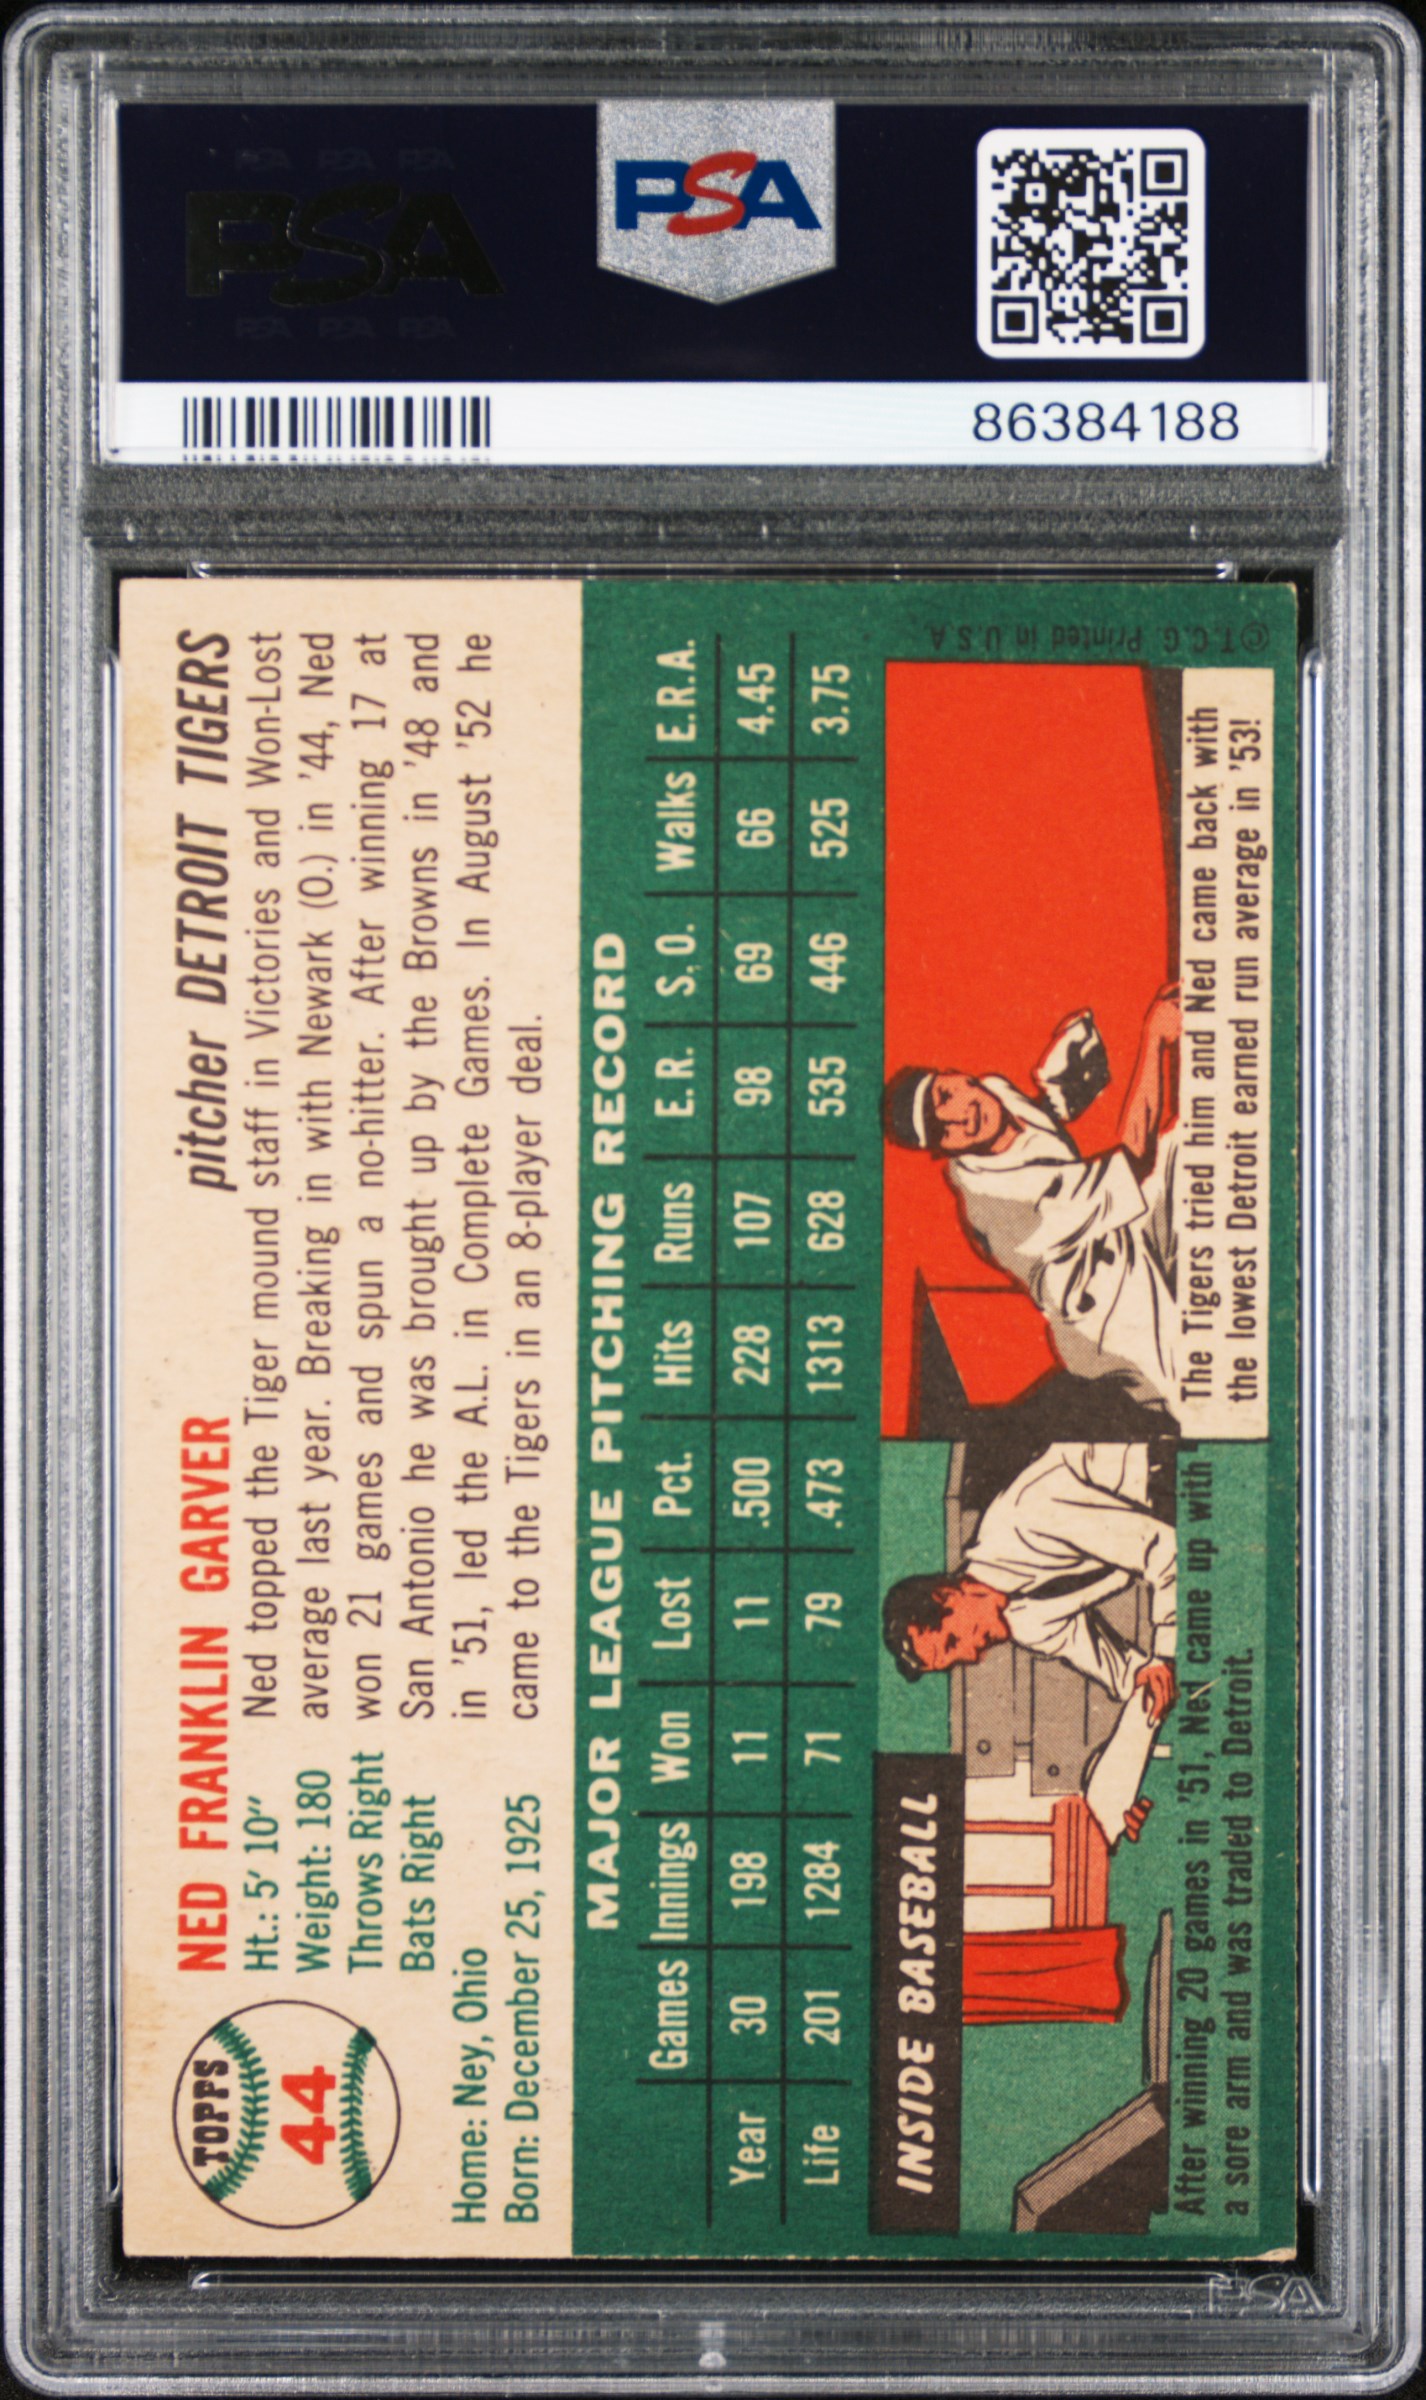 PSA PSA PSA
PSA
PSA PSA PSA
PSA
86384188
TOPPS
44
NED FRANKLIN GARVER
pitcher DETROIT TIGERS
Ht.: 5' 10"
Weight: 180
Throws Right
Bats Right
Home: Ney, Ohio
Born: December 25, 1925
Ned topped the Tiger mound staff in Victories and Won-Lost
average last year. Breaking in with Newark (O.) in '44, Ned
won 21 games and spun a no-hitter. After winning 17 at
San Antonio he was brought up by the Browns in '48 and
in '51, led the A.L. in Complete Games. In August '52 he
came to the Tigers in an 8-player deal.
MAJOR LEAGUE PITCHING RECORD
Games Innings Won Lost Pct. Hits Runs E.R. S.O. Walks E.R.A.
Year 30 198 11 11 .500 228 107 98 69 66 4.45
Life 201 1284 71 79 .473 1313 628 535 446 525 3.75
INSIDE BASEBALL
After winning 20 games in '51, Ned came up with
a sore arm and was traded to Detroit.
The Tigers tried him and Ned came back with
the lowest Detroit earned run average in '53!
© T.C.G. Printed in U.S.A.
PSA